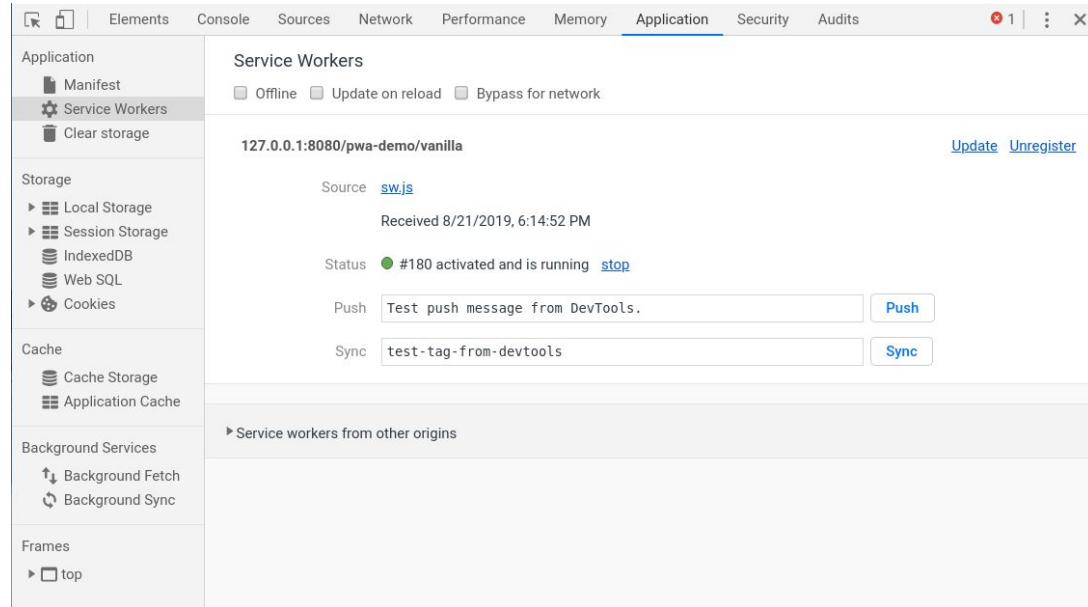 Elements Console Sources Network Performance Memory Application Security Audits 1
Application
Manifest
Service Workers
Clear storage
Storage
Local Storage
Session Storage
IndexedDB
Web SQL
Cookies
Cache
Cache Storage
Application Cache
Background Services
Background Fetch
Background Sync
Frames
top
Service Workers
Offline Update on reload Bypass for network
127.0.0.1:8080/pwa-demo/vanilla Update Unregister
Source sw.js
Received 8/21/2019, 6:14:52 PM
Status #180 activated and is running stop
Push Test push message from DevTools. Push
Sync test-tag-from-devtools Sync
Service workers from other origins